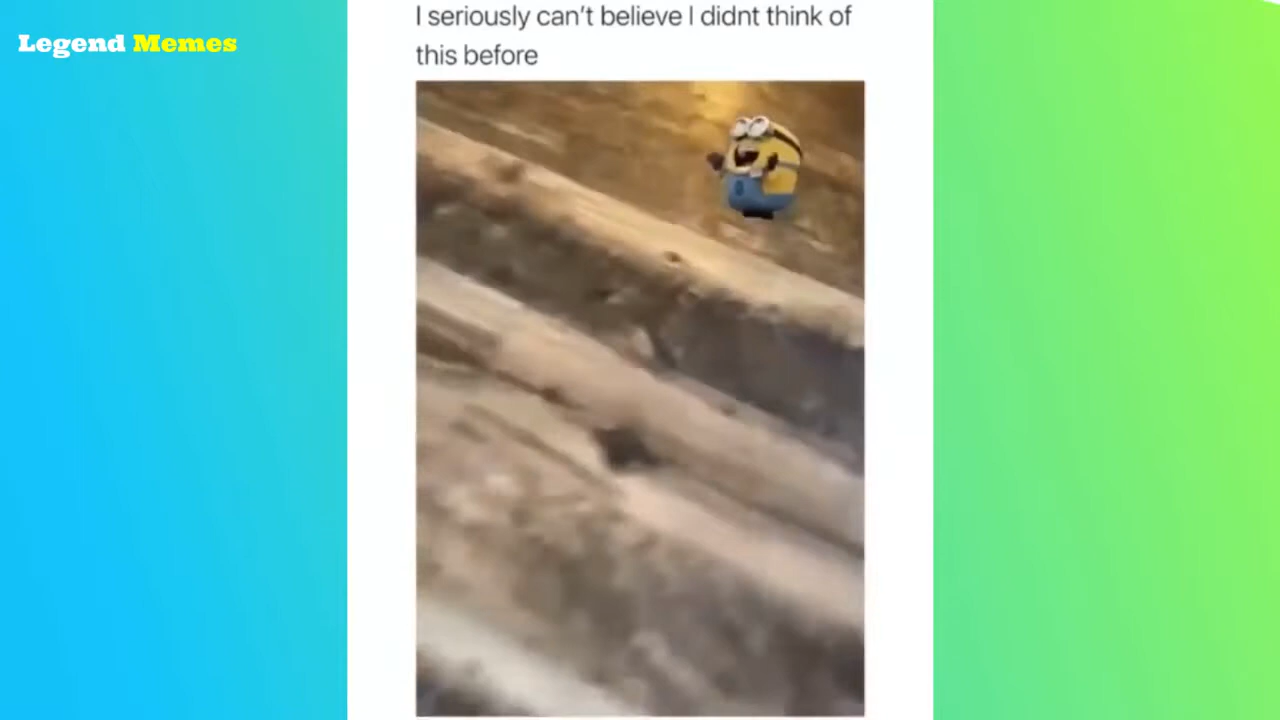 Legend Memes
I seriously can't believe I didnt think of
this before